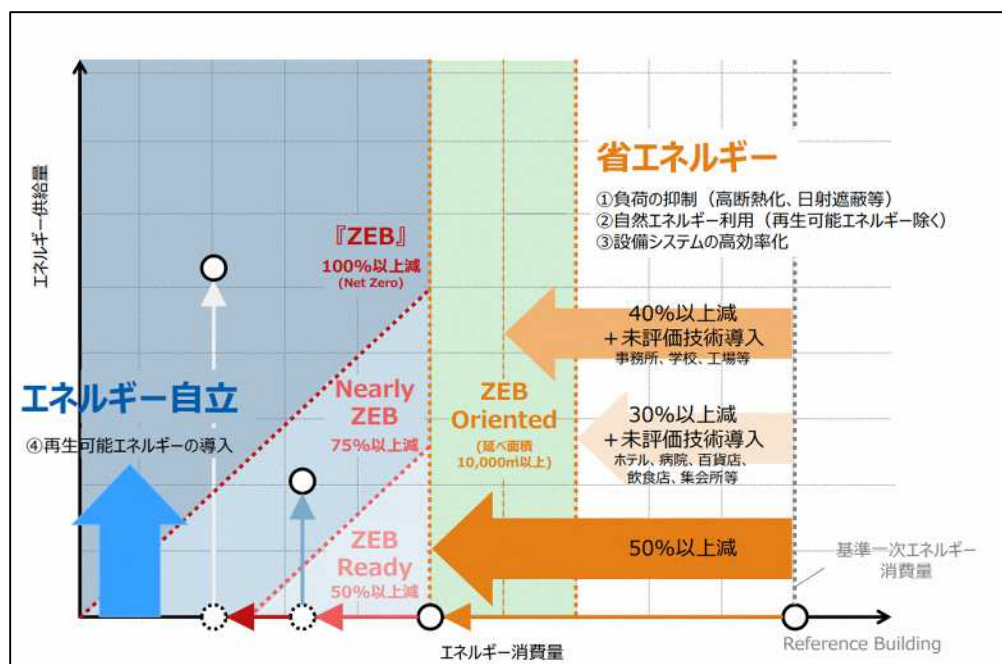 エネルギー供給量
省エネルギー
①負荷の抑制（高断熱化、日射遮蔽等）
②自然エネルギー利用（再生可能エネルギー除く）
③設備システムの高効率化
『ZEB』
100%以上減
(Net Zero)
40%以上減
＋未評価技術導入
事務所、学校、工場等
エネルギー自立
④再生可能エネルギーの導入
Nearly
ZEB
75%以上減
ZEB
Oriented
(延べ面積
10,000㎡以上)
30%以上減
＋未評価技術導入
ホテル、病院、百貨店、
飲食店、集会所等
ZEB
Ready
50%以上減
50%以上減
基準一次エネルギー
消費量
エネルギー消費量
Reference Building